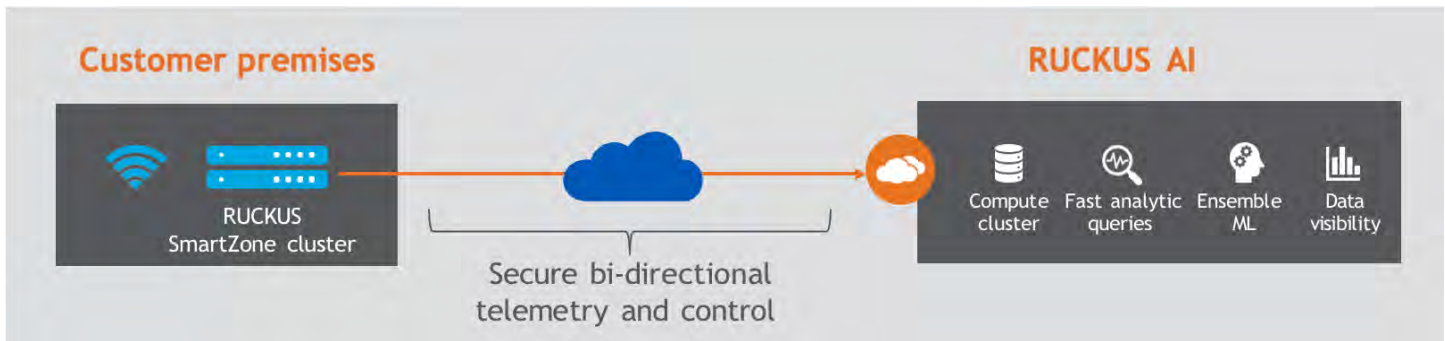 Customer premises
RUCKUS AI
RUCKUS
SmartZone cluster
Secure bi-directional
telemetry and control
Compute
cluster
Fast analytic
queries
Ensemble
ML
Data
visibility